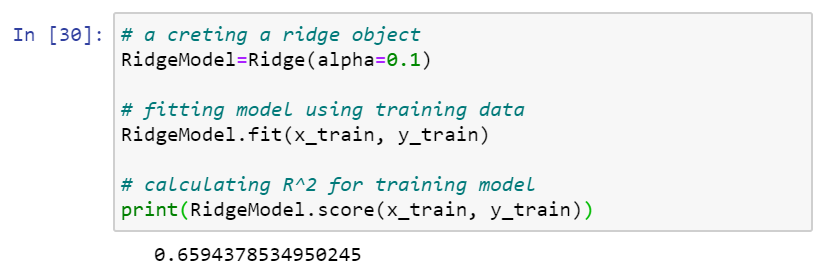 In [30]: # a creting a ridge object
RidgeModel=Ridge(alpha=0.1)
# fitting model using training data
RidgeModel.fit(x_train, y_train)
# calculating R^2 for training model
print(RidgeModel.score(x_train, y_train))
0.6594378534950245